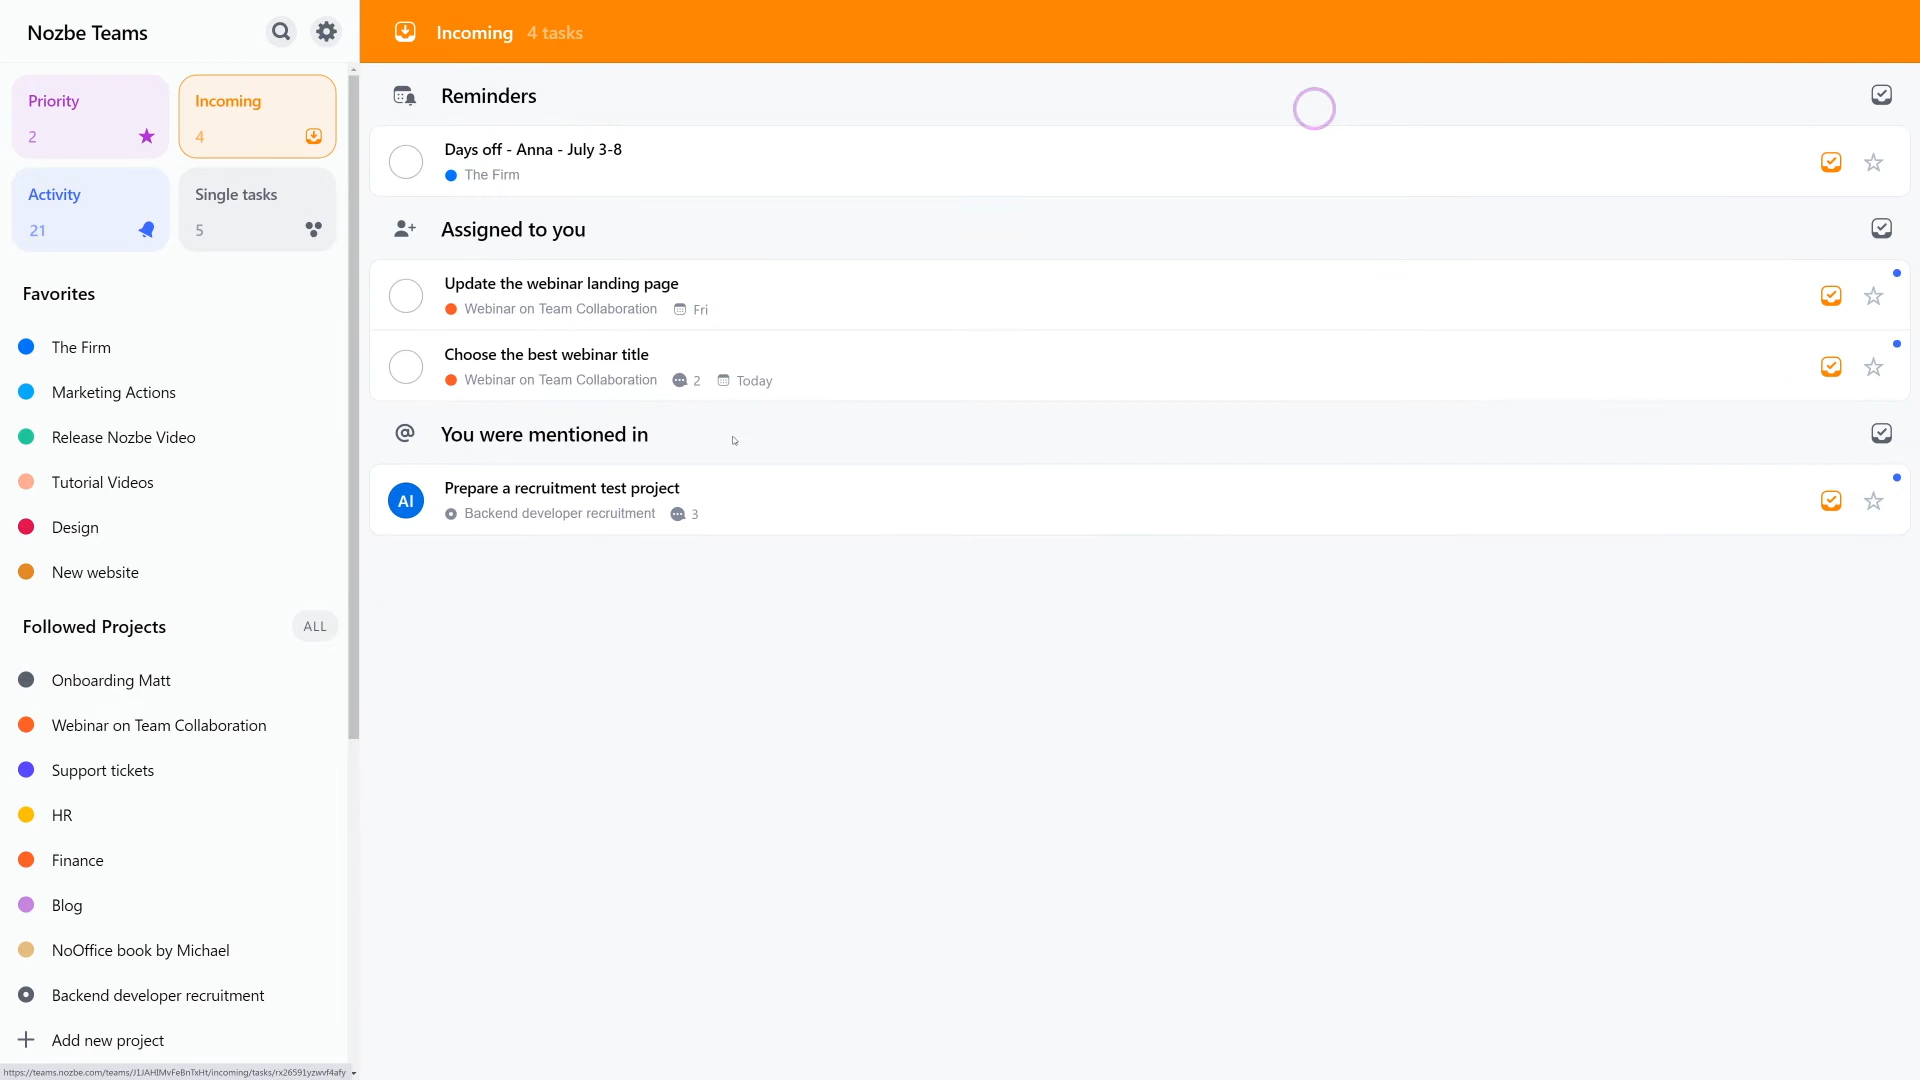 Nozbe Teams
Priority
2
Incoming
4
Activity
21
Single tasks
5
Favorites
The Firm
Marketing Actions
Release Nozbe Video
Tutorial Videos
Design
New website
Followed Projects
ALL
Onboarding Matt
Webinar on Team Collaboration
Support tickets
HR
Finance
Blog
NoOffice book by Michael
Backend developer recruitment
Add new project
Incoming 4 tasks
Reminders
Days off - Anna - July 3-8
The Firm
Assigned to you
Update the webinar landing page
Webinar on Team Collaboration Fri
Choose the best webinar title
Webinar on Team Collaboration 2 Today
@ You were mentioned in
AI
Prepare a recruitment test project
Backend developer recruitment 3